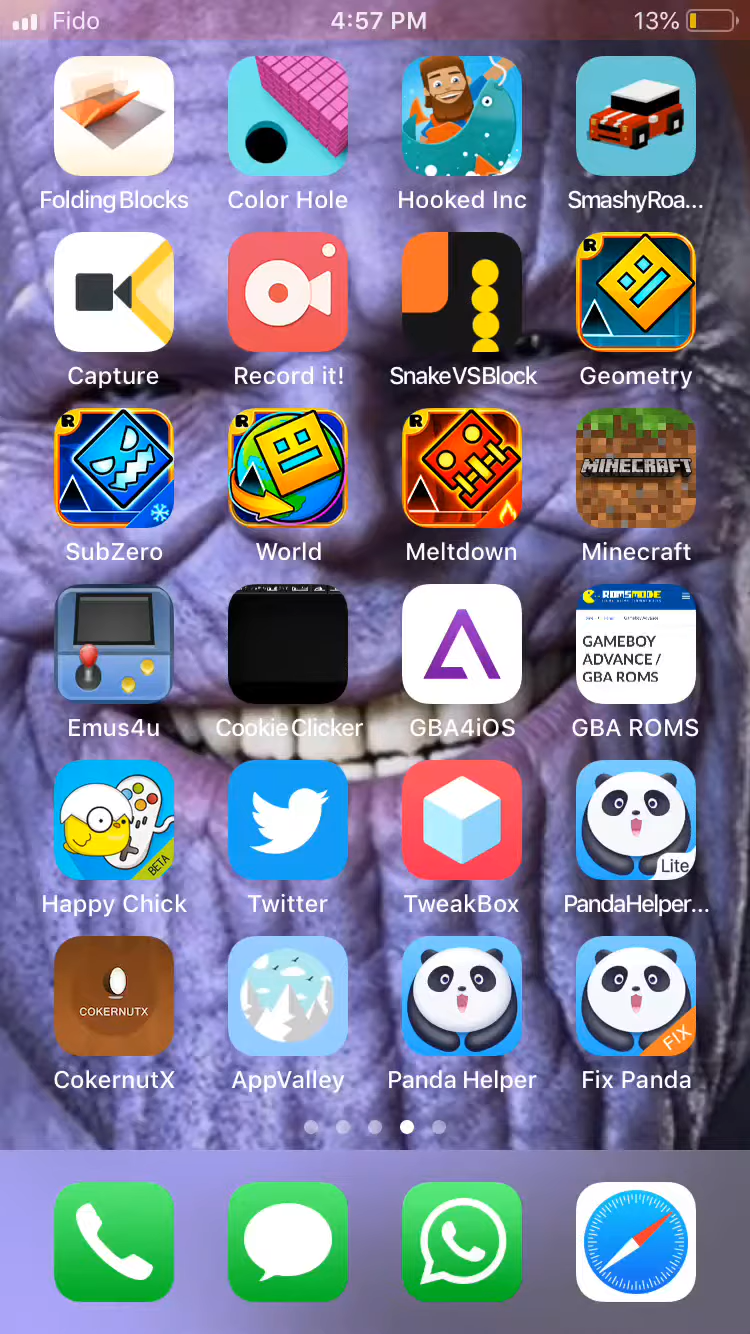 Fido 4:57 PM 13%
Folding Blocks Color Hole Hooked Inc SmashyRoa...
R
Capture Record it! SnakeVSBlock Geometry
R R R MINECRAFT
SubZero World Meltdown Minecraft
ROMSMODE
GAMEBOY
ADVANCE /
GBA ROMS
Emus4u Cookie Clicker GBA4iOS GBA ROMS
BETA Lite
Happy Chick Twitter TweakBox PandaHelper...
COKERNUTX FIX
CokernutX AppValley Panda Helper Fix Panda